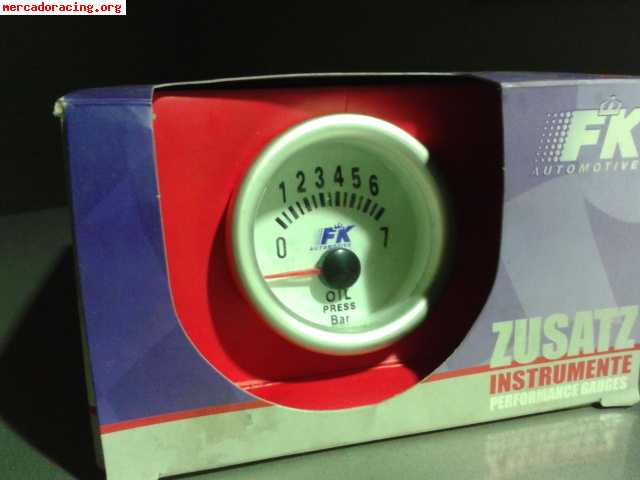 www.mercadoracing.org
FK
AUTOMOTIVE
1 2 3 4 5 6
0 7
FK
AUTOMOTIVE
OIL
PRESS
Bar
ZUSATZ
INSTRUMENTE
PERFORMANCE GAUGES